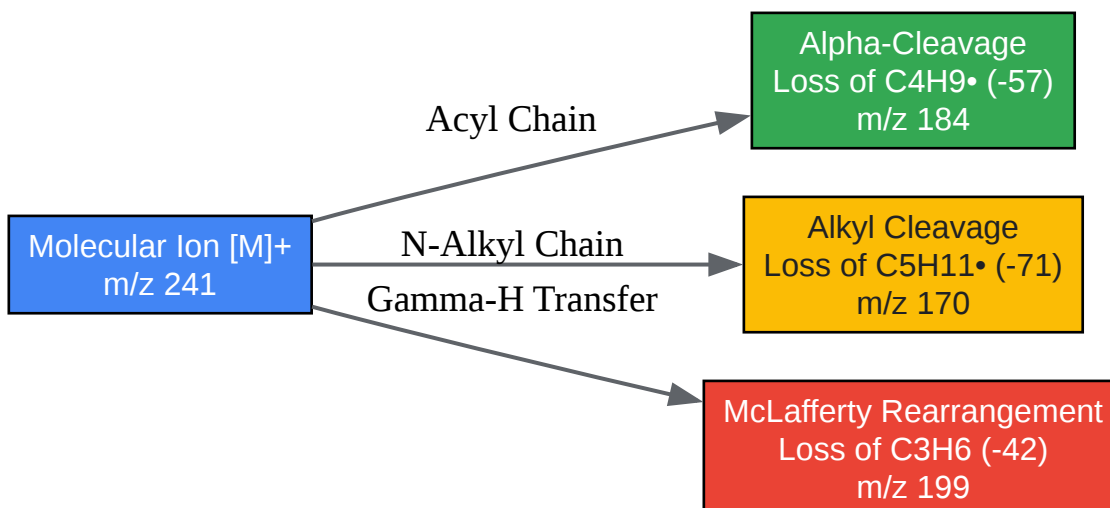 Alpha-Cleavage
Loss of C4H9• (-57)
m/z 184
Acyl Chain
Molecular Ion [M]+
m/z 241
N-Alkyl Chain
Alkyl Cleavage
Loss of C5H11• (-71)
m/z 170
Gamma-H Transfer
McLafferty Rearrangement
Loss of C3H6 (-42)
m/z 199